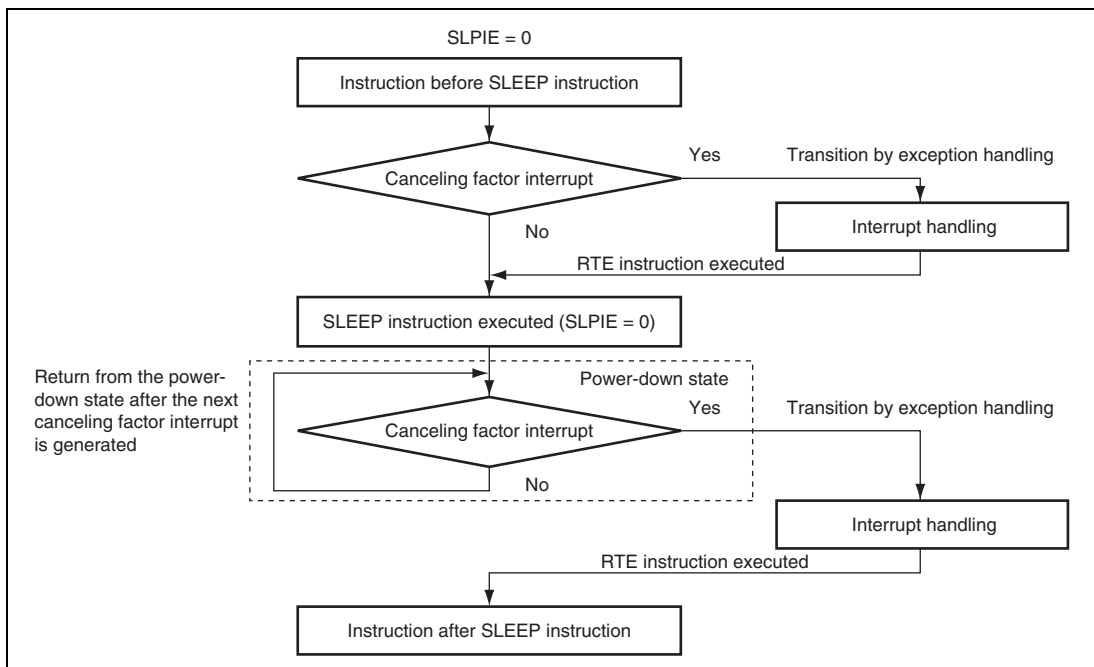 SLPIE = 0
Instruction before SLEEP instruction
Yes
Transition by exception handling
Canceling factor interrupt
Interrupt handling
No
RTE instruction executed
SLEEP instruction executed (SLPIE = 0)
Return from the power-
down state after the next
canceling factor interrupt
is generated
Power-down state
Yes
Transition by exception handling
Canceling factor interrupt
No
Interrupt handling
RTE instruction executed
Instruction after SLEEP instruction